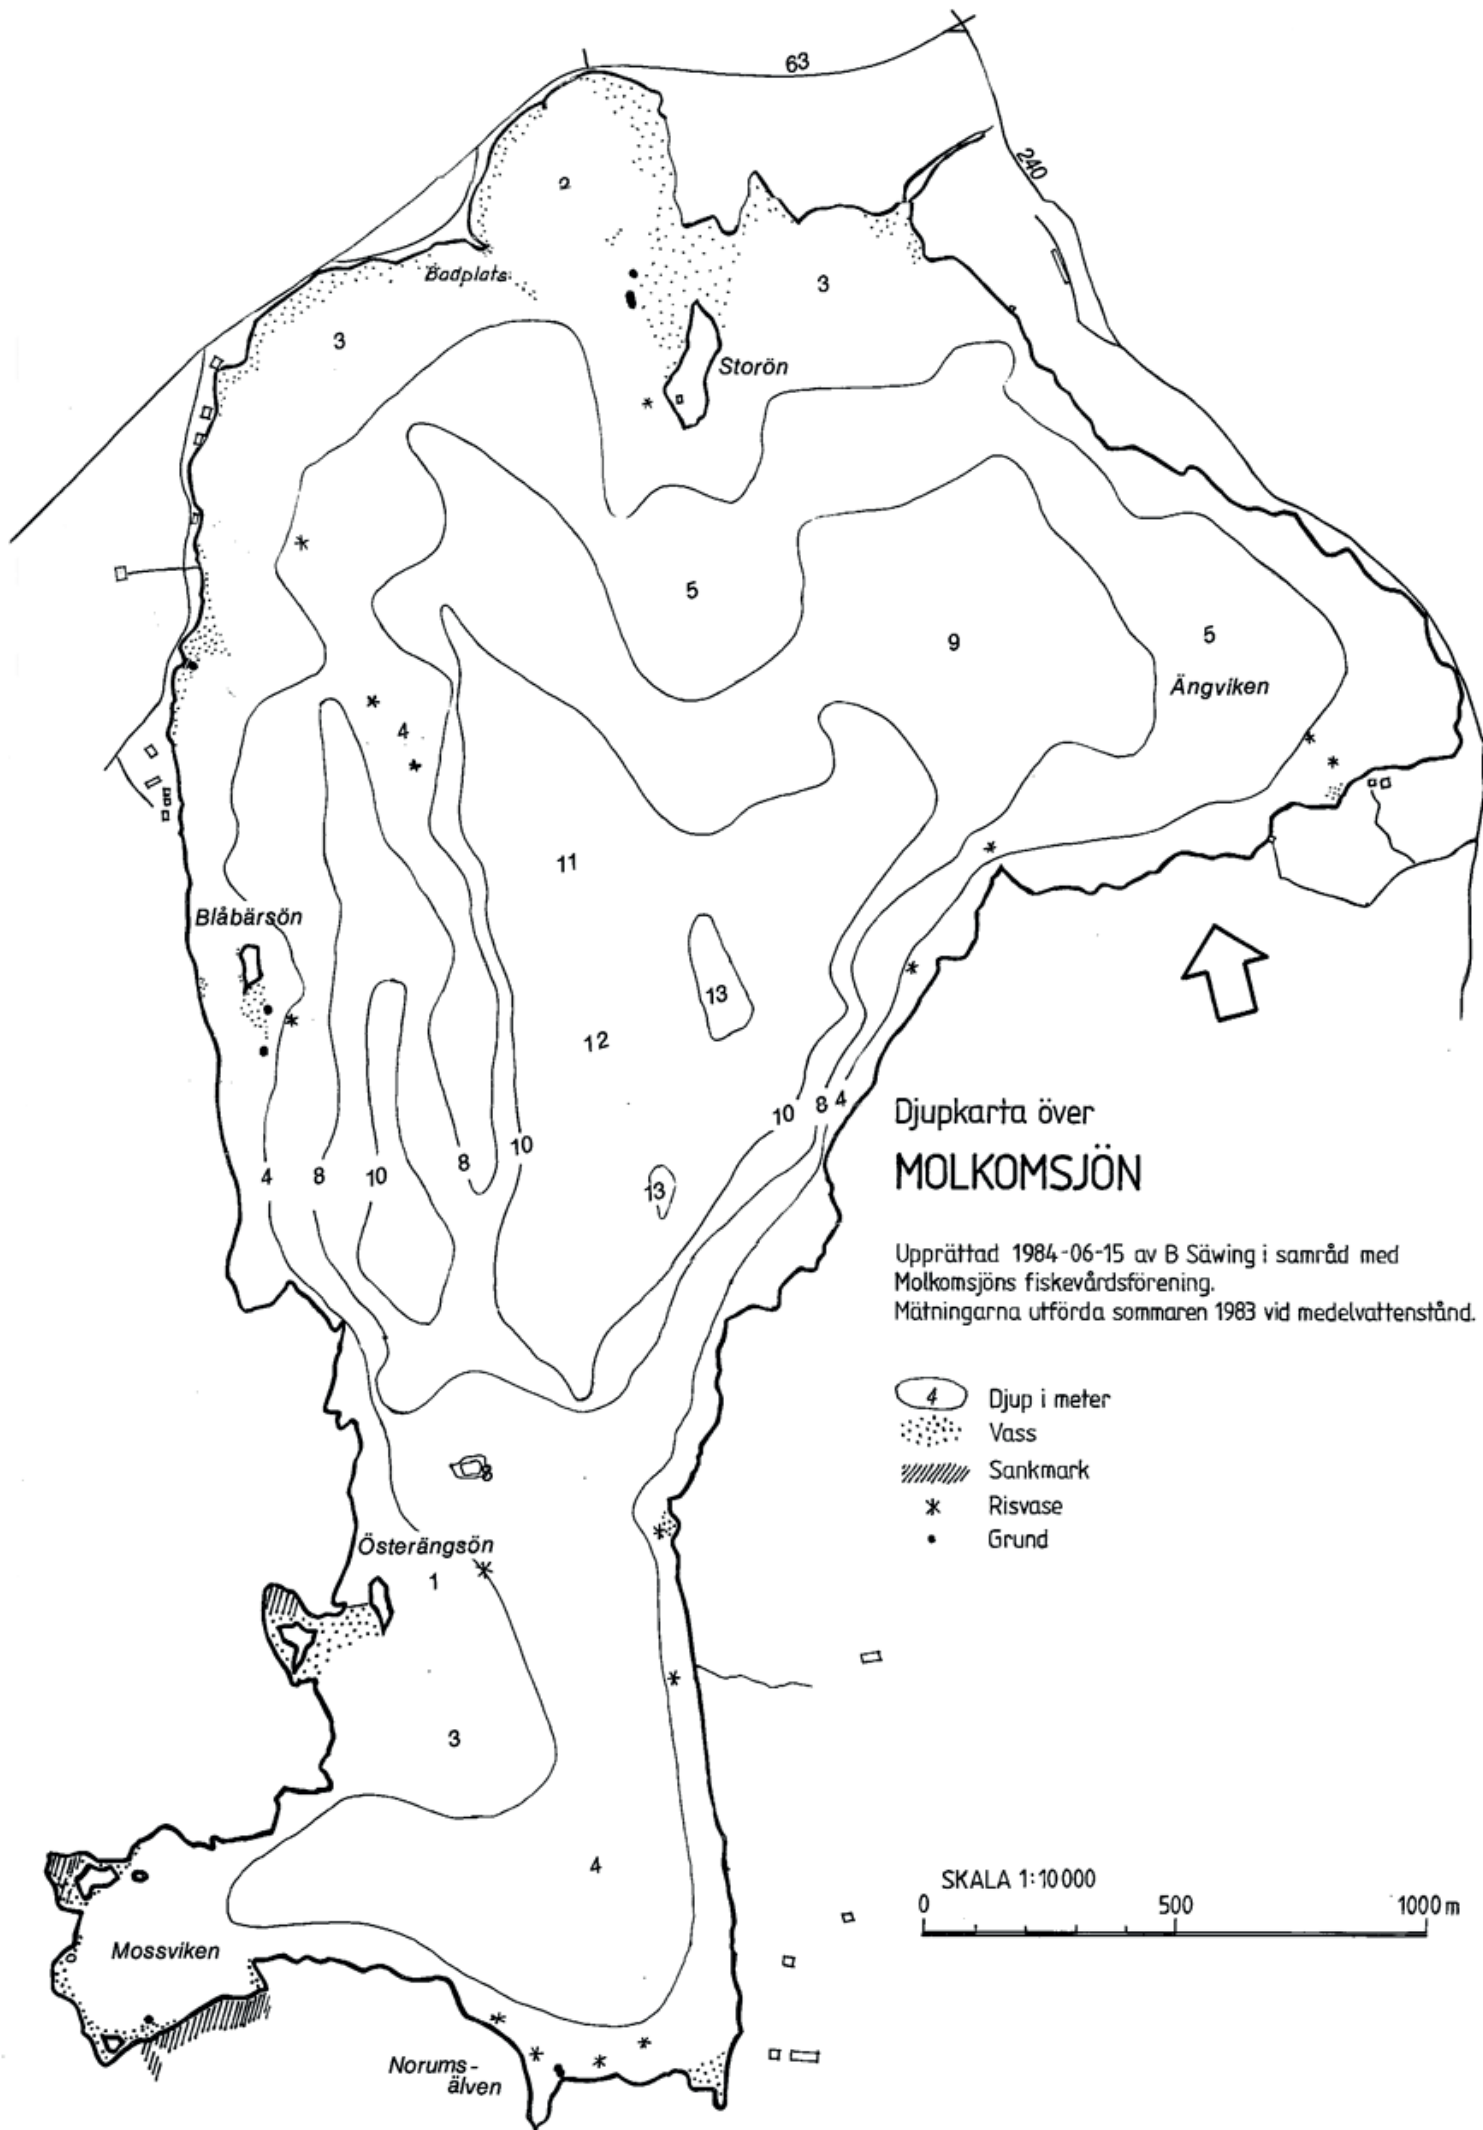 63
240
2
Badplats
3
3
Storön
5
9
5
Ängviken
4
11
Blåbärsön
13
12
10 8 4
13
4 8 10 8 10
Djupkarta över
MOLKOMSJÖN
Upprättad 1984-06-15 av B Säwing i samråd med
Molkomsjöns fiskevårdsförening.
Mätningarna utförda sommaren 1983 vid medelvattenstånd.
4 Djup i meter
Vass
Sankmark
Risvase
Grund
8
Österängsön
1
3
4
SKALA 1:10 000
0 500 1000 m
Mossviken
Norums-
älven